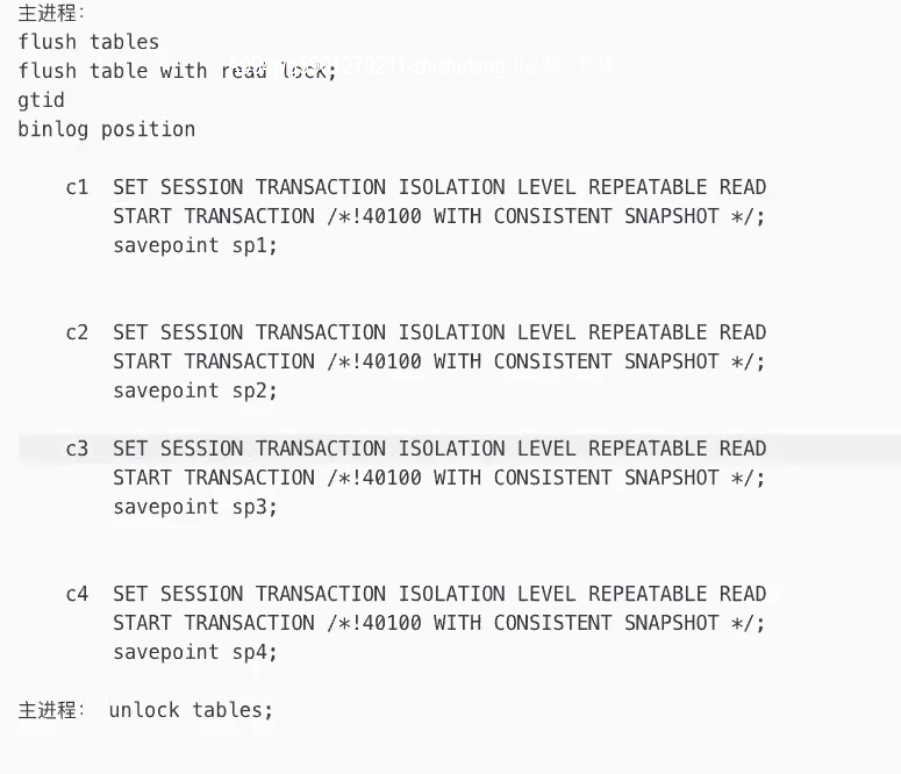 主进程:
flush tables
flush table with read lock;
gtid
binlog position
c1 SET SESSION TRANSACTION ISOLATION LEVEL REPEATABLE READ
START TRANSACTION /*!40100 WITH CONSISTENT SNAPSHOT */;
savepoint sp1;
c2 SET SESSION TRANSACTION ISOLATION LEVEL REPEATABLE READ
START TRANSACTION /*!40100 WITH CONSISTENT SNAPSHOT */;
savepoint sp2;
c3 SET SESSION TRANSACTION ISOLATION LEVEL REPEATABLE READ
START TRANSACTION /*!40100 WITH CONSISTENT SNAPSHOT */;
savepoint sp3;
c4 SET SESSION TRANSACTION ISOLATION LEVEL REPEATABLE READ
START TRANSACTION /*!40100 WITH CONSISTENT SNAPSHOT */;
savepoint sp4;
主进程: unlock tables;